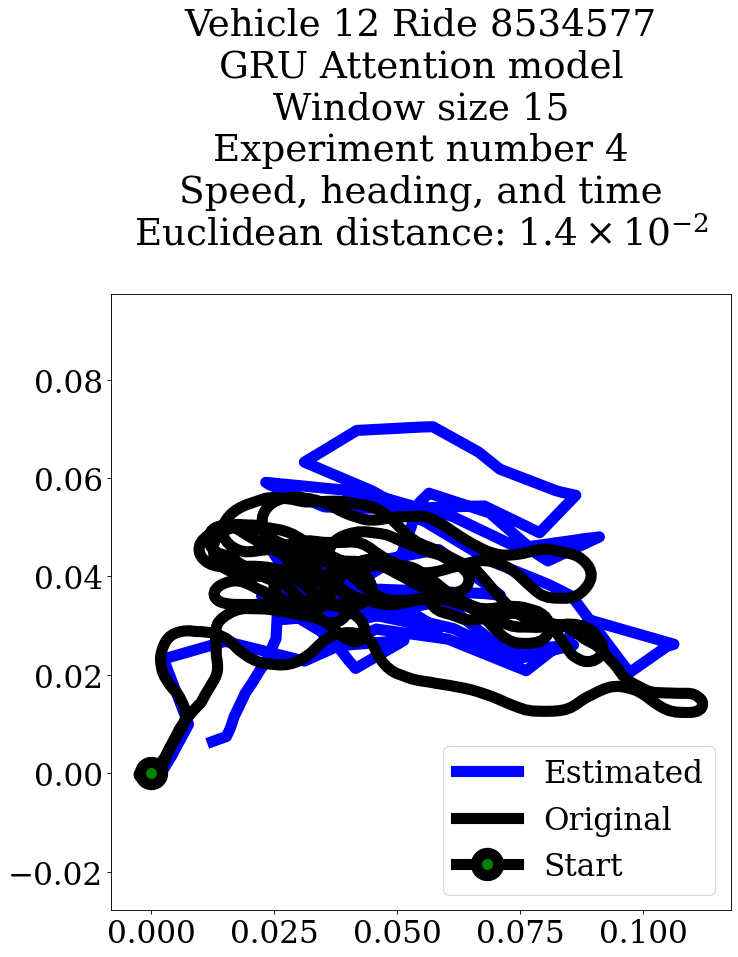 Vehicle 12 Ride 8534577
GRU Attention model
Window size 15
Experiment number 4
Speed, heading, and time
Euclidean distance: 1.4 × 10⁻²
0.08
0.06
0.04
0.02
0.00
−0.02
Estimated
Original
Start
0.000 0.025 0.050 0.075 0.100